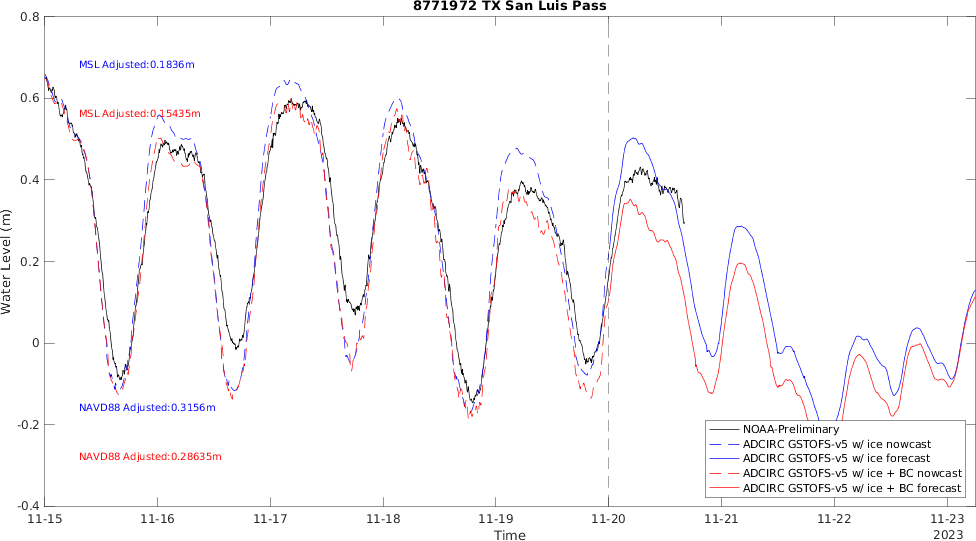 8771972 TX San Luis Pass
0.8
0.6
0.4
0.2
0
-0.2
-0.4
Water Level (m)
MSL Adjusted:0.1836m
MSL Adjusted:0.15435m
NAVD88 Adjusted:0.3156m
NAVD88 Adjusted:0.28635m
NOAA-Preliminary
ADCIRC GSTOFS-v5 w/ ice nowcast
ADCIRC GSTOFS-v5 w/ ice forecast
ADCIRC GSTOFS-v5 w/ ice + BC nowcast
ADCIRC GSTOFS-v5 w/ ice + BC forecast
11-15 11-16 11-17 11-18 11-19 11-20 11-21 11-22 11-23
Time
2023